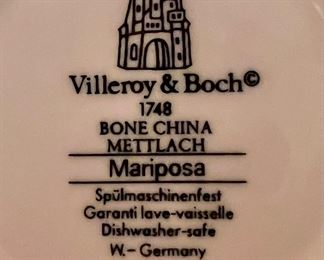 Villeroy & Boch©
1748
BONE CHINA
METTLACH
Mariposa
Spülmaschinenfest
Garanti lave-vaisselle
Dishwasher-safe
W.- Germany